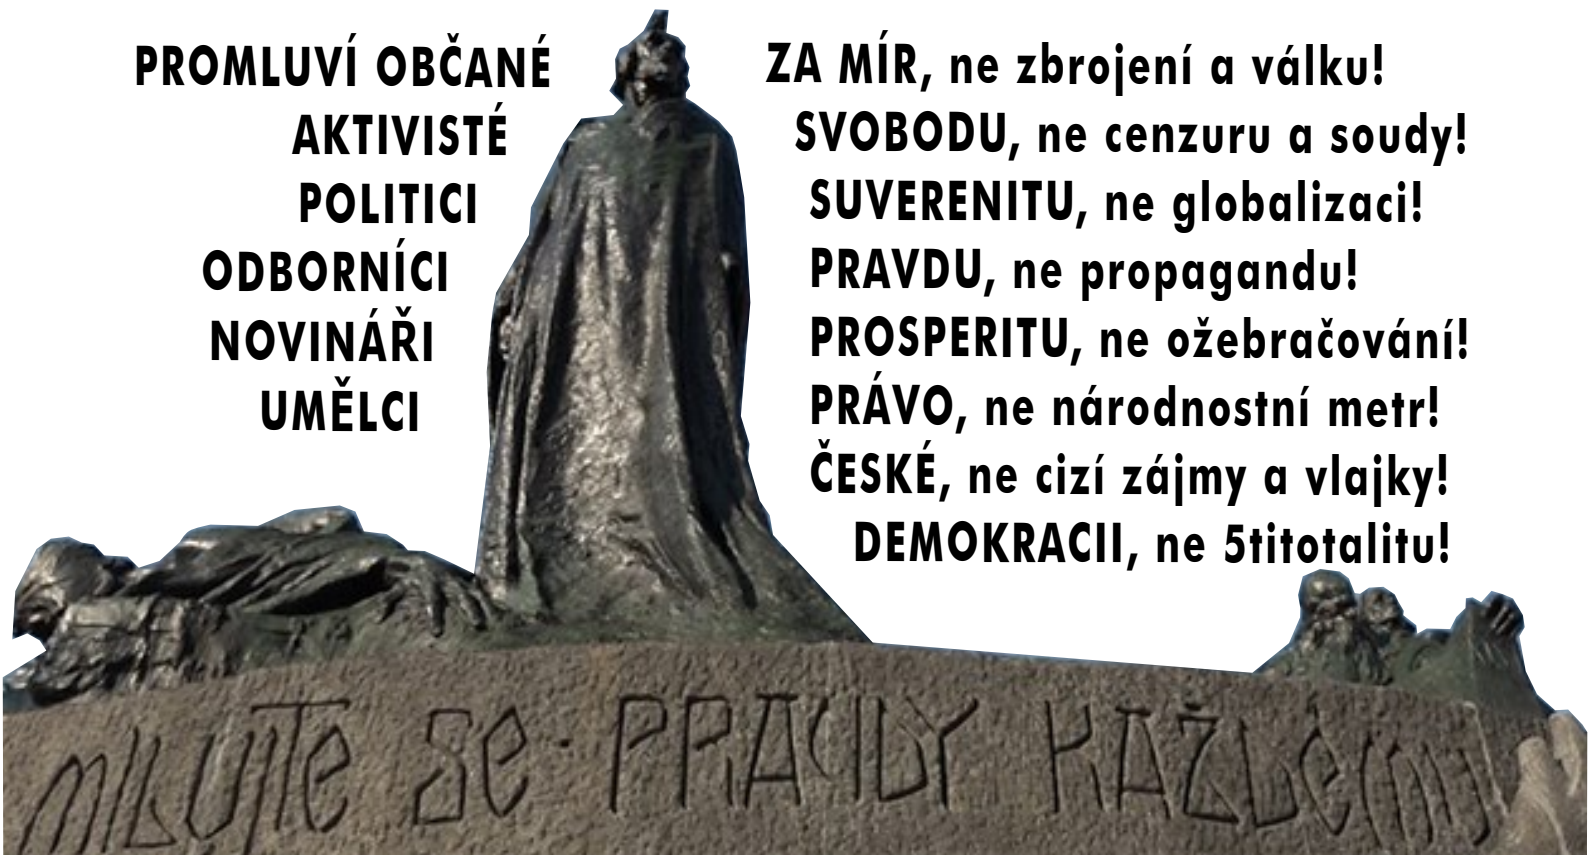 PROMLUVÍ OBČANÉ
AKTIVISTÉ
POLITICI
ODBORNÍCI
NOVINÁŘI
UMĚLCI
ZA MÍR, ne zbrojení a válku!
SVOBODU, ne cenzuru a soudy!
SUVERENITU, ne globalizaci!
PRAVDU, ne propagandu!
PROSPERITU, ne ožebračování!
PRÁVO, ne národnostní metr!
ČESKÉ, ne cizí zájmy a vlajky!
DEMOKRACII, ne 5titotalitu!
MILUJTE SE · PRAVDY KAŽDÉMU